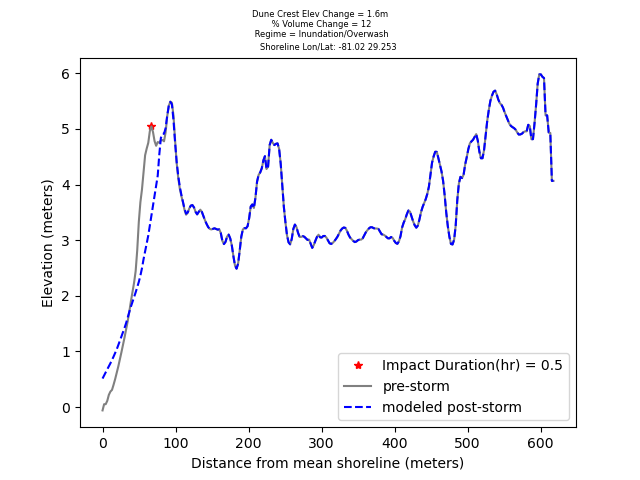 Dune Crest Elev Change = 1.6m
% Volume Change = 12
Regime = Inundation/Overwash
Shoreline Lon/Lat: -81.02 29.253
6
5
4
3
2
1
0
Elevation (meters)
Impact Duration(hr) = 0.5
pre-storm
modeled post-storm
0 100 200 300 400 500 600
Distance from mean shoreline (meters)